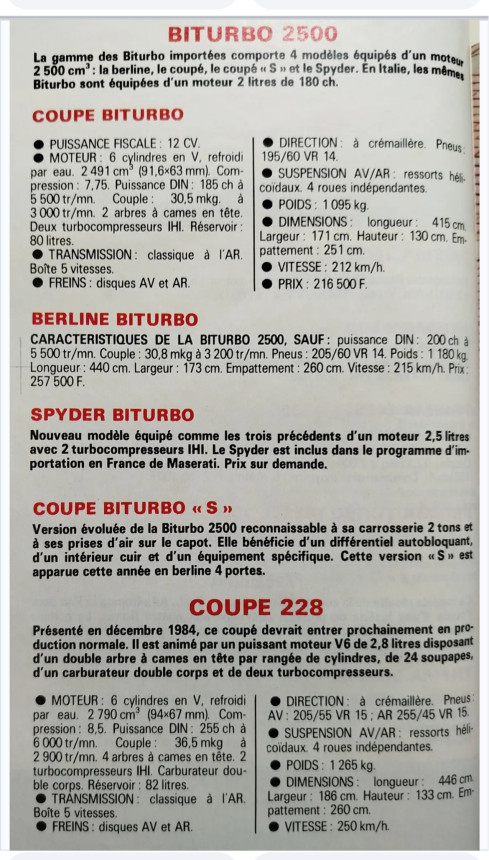 BITURBO 2500
La gamme des Biturbo importées comporte 4 modèles équipés d'un moteur
2 500 cm³ : la berline, le coupé, le coupé « S » et le Spyder. En Italie, les mêmes
Biturbo sont équipées d'un moteur 2 litres de 180 ch.
COUPE BITURBO
● PUISSANCE FISCALE : 12 CV.
● MOTEUR : 6 cylindres en V, refroidi
par eau. 2 491 cm³ (91,6×63 mm). Com-
pression : 7,75. Puissance DIN : 185 ch à
5 500 tr/mn. Couple : 30,5 mkg. à
3 000 tr/mn. 2 arbres à cames en tête.
Deux turbocompresseurs IHI. Réservoir :
80 litres.
● TRANSMISSION : classique à l'AR.
Boîte 5 vitesses.
● FREINS : disques AV et AR.
● DIRECTION : à crémaillère. Pneus :
195/60 VR 14.
● SUSPENSION AV/AR : ressorts héli-
coïdaux. 4 roues indépendantes.
● POIDS : 1 095 kg.
● DIMENSIONS : longueur : 415 cm.
Largeur : 171 cm. Hauteur : 130 cm. Em-
pattement : 251 cm.
● VITESSE : 212 km/h.
● PRIX : 216 500 F.
BERLINE BITURBO
CARACTERISTIQUES DE LA BITURBO 2500, SAUF : puissance DIN : 200 ch à
5 500 tr/mn. Couple : 30,8 mkg à 3 200 tr/mn. Pneus : 205/60 VR 14. Poids : 1 180 kg.
Longueur : 440 cm. Largeur : 173 cm. Empattement : 260 cm. Vitesse : 215 km/h. Prix :
257 500 F.
SPYDER BITURBO
Nouveau modèle équipé comme les trois précédents d'un moteur 2,5 litres
avec 2 turbocompresseurs IHI. Le Spyder est inclus dans le programme d'im-
portation en France de Maserati. Prix sur demande.
COUPE BITURBO « S »
Version évoluée de la Biturbo 2500 reconnaissable à sa carrosserie 2 tons et
à ses prises d'air sur le capot. Elle bénéficie d'un différentiel autobloquant,
d'un intérieur cuir et d'un équipement spécifique. Cette version « S » est
apparue cette année en berline 4 portes.
COUPE 228
Présenté en décembre 1984, ce coupé devrait entrer prochainement en pro-
duction normale. Il est animé par un puissant moteur V6 de 2,8 litres disposant
d'un double arbre à cames en tête par rangée de cylindres, de 24 soupapes,
d'un carburateur double corps et de deux turbocompresseurs.
● MOTEUR : 6 cylindres en V, refroidi
par eau. 2 790 cm³ (94×67 mm). Com-
pression : 8,5. Puissance DIN : 255 ch à
6 000 tr/mn. Couple : 36,5 mkg à
2 900 tr/mn. 4 arbres à cames en tête. 2
turbocompresseurs IHI. Carburateur dou-
ble corps. Réservoir : 82 litres.
● TRANSMISSION : classique à l'AR.
Boîte 5 vitesses.
● FREINS : disques AV et AR.
● DIRECTION : à crémaillère. Pneus
AV : 205/55 VR 15 ; AR 255/45 VR 15.
● SUSPENSION AV/AR : ressorts héli-
coïdaux. 4 roues indépendantes.
● POIDS : 1 265 kg.
● DIMENSIONS : longueur : 446 cm.
Largeur : 186 cm. Hauteur : 133 cm. Em-
pattement : 260 cm.
● VITESSE : 250 km/h.